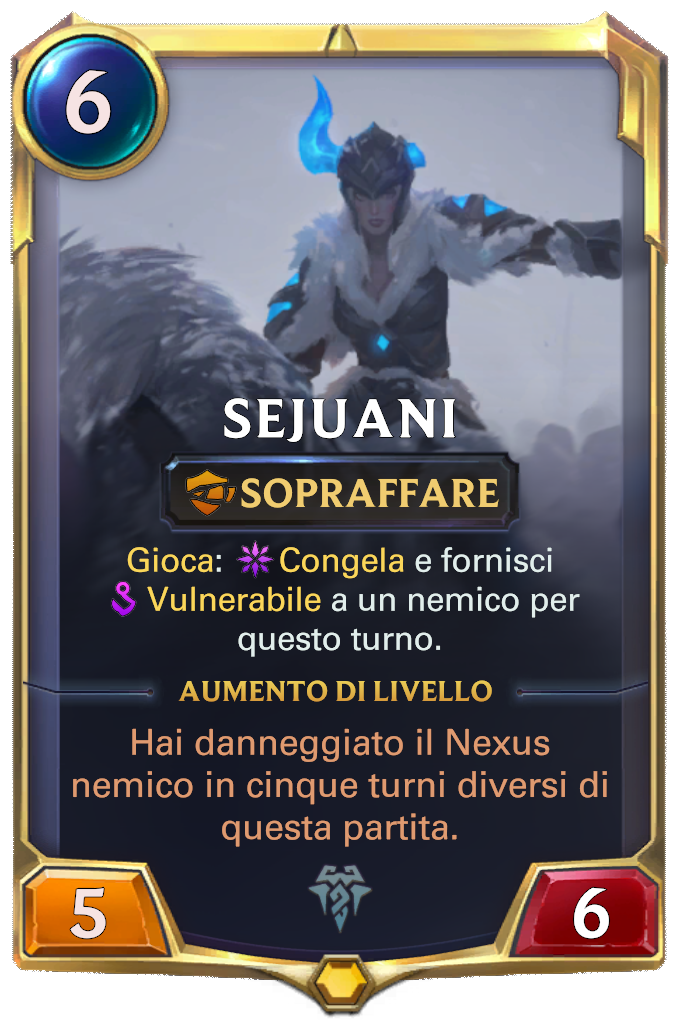 6
SEJUANI
SOPRAFFARE
Gioca: Congela e fornisci
Vulnerabile a un nemico per
questo turno.
AUMENTO DI LIVELLO
Hai danneggiato il Nexus
nemico in cinque turni diversi di
questa partita.
5 6